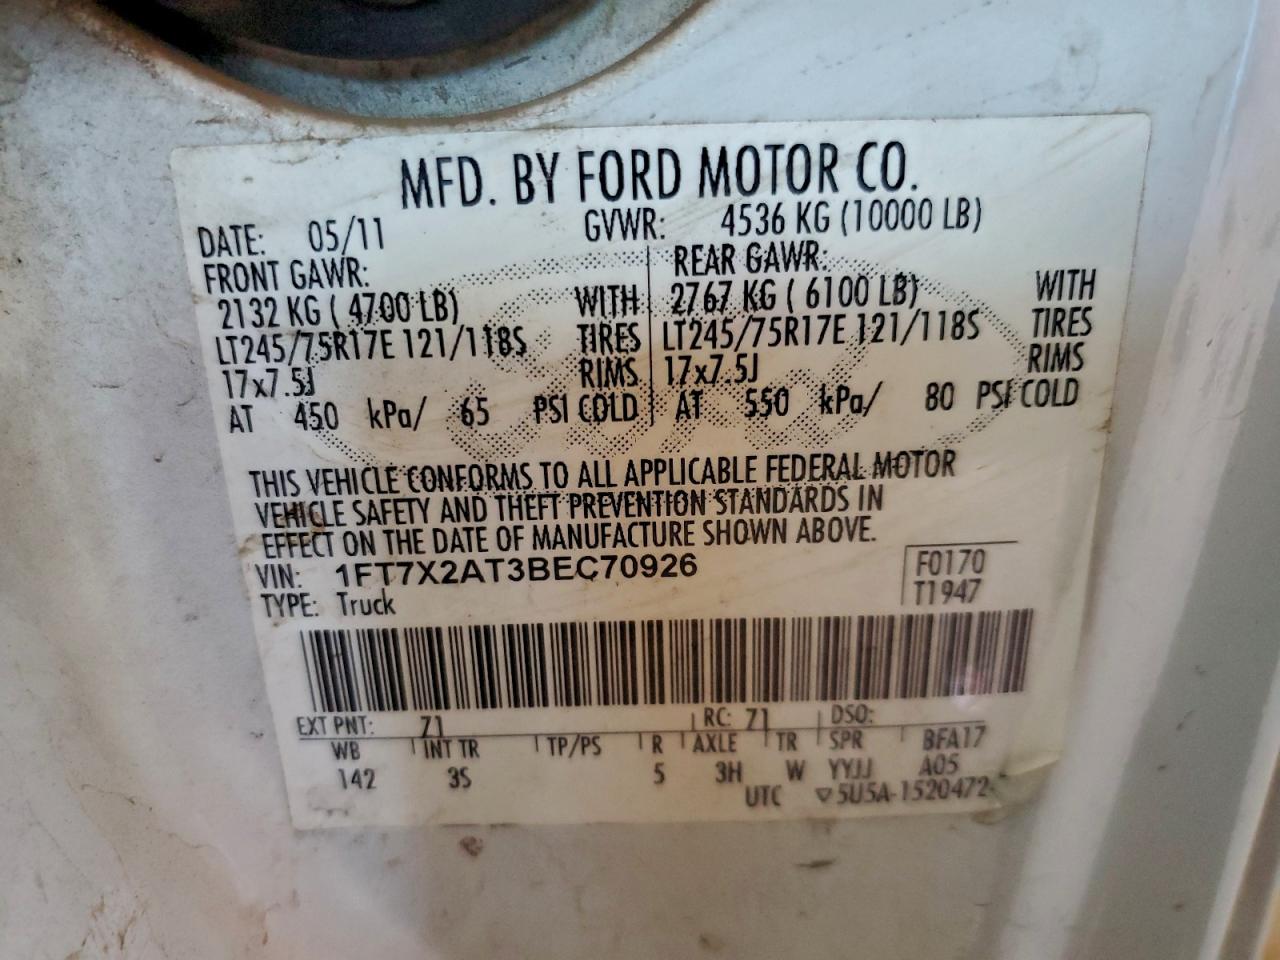 MFD. BY FORD MOTOR CO.
DATE: 05/11 GVWR: 4536 KG (10000 LB)
FRONT GAWR: REAR GAWR:
2132 KG ( 4700 LB) WITH 2767 KG ( 6100 LB) WITH
LT245/75R17E 121/118S TIRES LT245/75R17E 121/118S TIRES
17x7.5J RIMS 17x7.5J RIMS
AT 450 kPa/ 65 PSI COLD AT 550 kPa/ 80 PSI COLD
THIS VEHICLE CONFORMS TO ALL APPLICABLE FEDERAL MOTOR
VEHICLE SAFETY AND THEFT PREVENTION STANDARDS IN
EFFECT ON THE DATE OF MANUFACTURE SHOWN ABOVE.
VIN: 1FT7X2AT3BEC70926 F0170
TYPE: Truck T1947
EXT PNT: Z1 RC: 71 DSO:
WB INT TR TP/PS R AXLE TR SPR BFA17
142 3S 5 3H W YYJJ A05
UTC ▽5U5A-1520472-